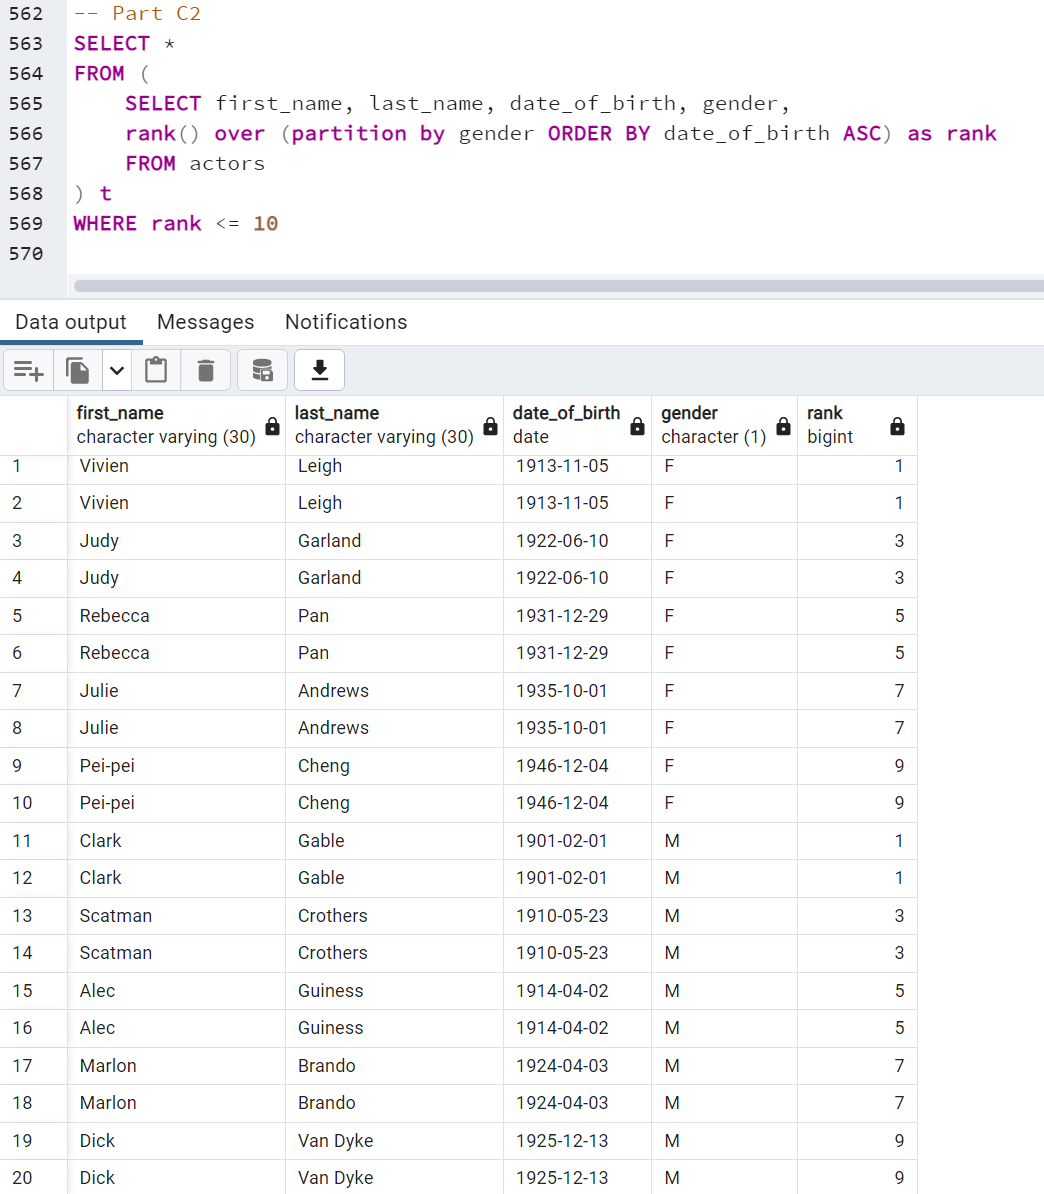 562 -- Part C2
563 SELECT *
564 FROM (
565 SELECT first_name, last_name, date_of_birth, gender,
566 rank() over (partition by gender ORDER BY date_of_birth ASC) as rank
567 FROM actors
568 ) t
569 WHERE rank <= 10
570
Data output Messages Notifications
first_name last_name date_of_birth gender rank
character varying (30) character varying (30) date character (1) bigint
1 Vivien Leigh 1913-11-05 F 1
2 Vivien Leigh 1913-11-05 F 1
3 Judy Garland 1922-06-10 F 3
4 Judy Garland 1922-06-10 F 3
5 Rebecca Pan 1931-12-29 F 5
6 Rebecca Pan 1931-12-29 F 5
7 Julie Andrews 1935-10-01 F 7
8 Julie Andrews 1935-10-01 F 7
9 Pei-pei Cheng 1946-12-04 F 9
10 Pei-pei Cheng 1946-12-04 F 9
11 Clark Gable 1901-02-01 M 1
12 Clark Gable 1901-02-01 M 1
13 Scatman Crothers 1910-05-23 M 3
14 Scatman Crothers 1910-05-23 M 3
15 Alec Guiness 1914-04-02 M 5
16 Alec Guiness 1914-04-02 M 5
17 Marlon Brando 1924-04-03 M 7
18 Marlon Brando 1924-04-03 M 7
19 Dick Van Dyke 1925-12-13 M 9
20 Dick Van Dyke 1925-12-13 M 9